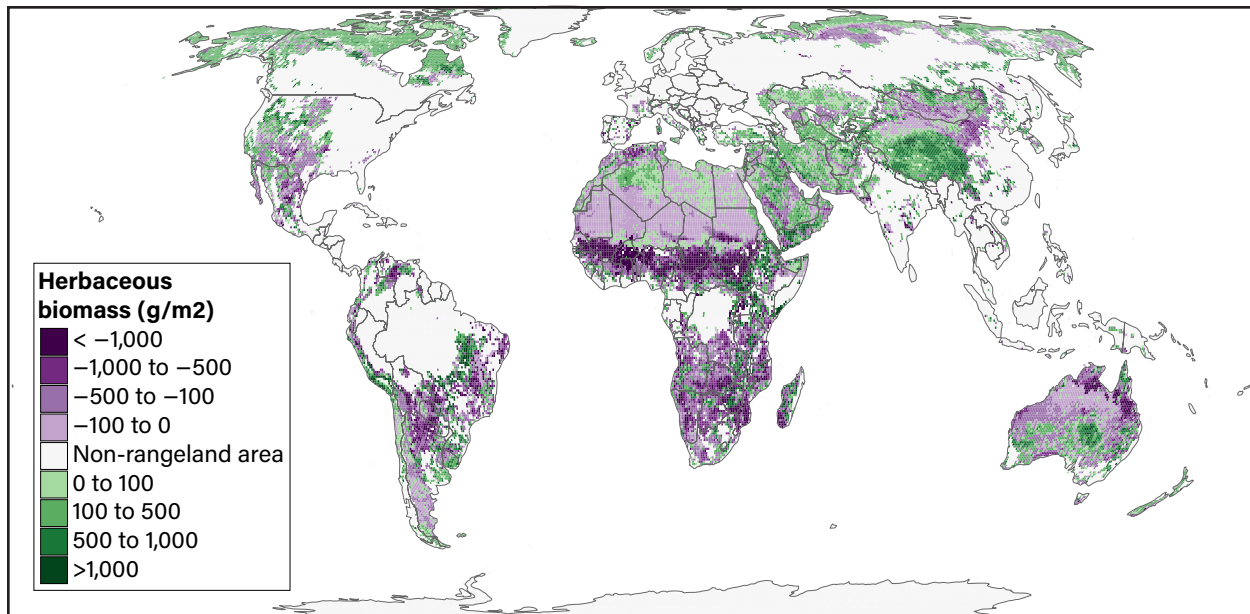 Herbaceous
biomass (g/m2)
< −1,000
−1,000 to −500
−500 to −100
−100 to 0
Non-rangeland area
0 to 100
100 to 500
500 to 1,000
>1,000